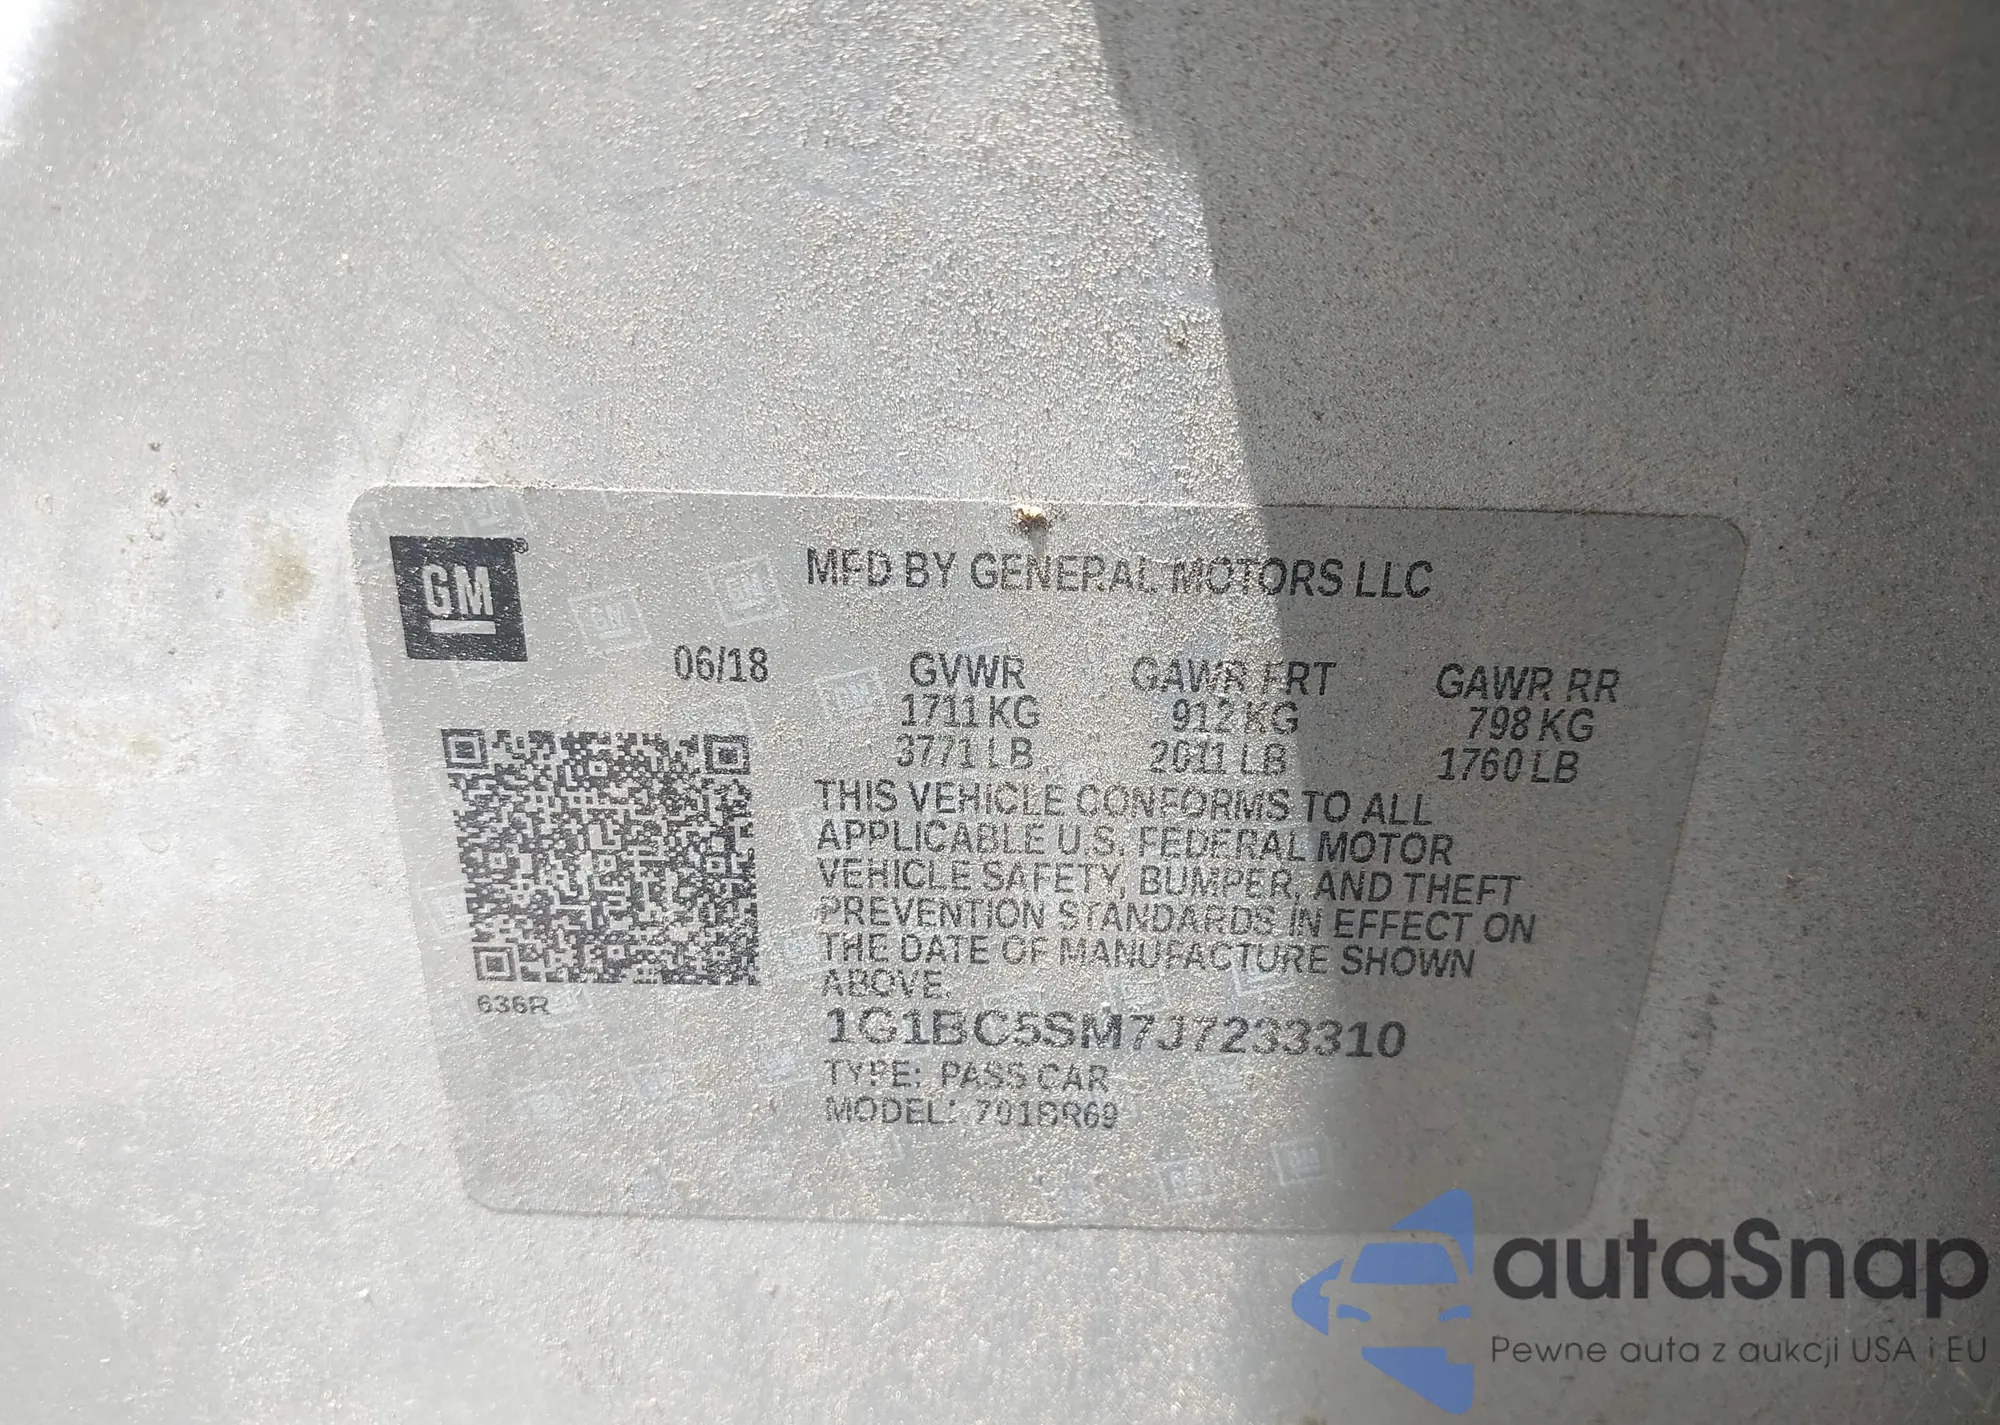 GM
MFD BY GENERAL MOTORS LLC
06/18
GVWR GAWR FRT GAWR RR
1711 KG 912 KG 798 KG
3771 LB 2011 LB 1760 LB
THIS VEHICLE CONFORMS TO ALL
APPLICABLE U.S. FEDERAL MOTOR
VEHICLE SAFETY, BUMPER, AND THEFT
PREVENTION STANDARDS IN EFFECT ON
THE DATE OF MANUFACTURE SHOWN
ABOVE.
636R
1G1BC5SM7J7233310
TYPE: PASS CAR
MODEL:
autaSnap
Pewne auta z aukcji USA i EU